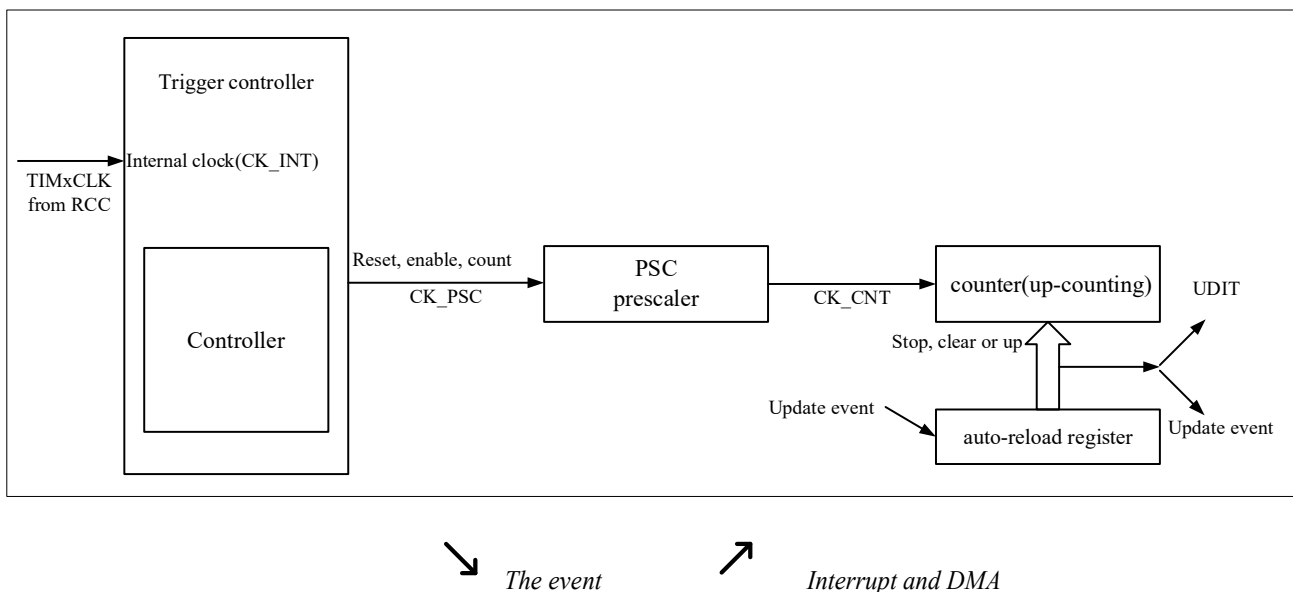 Trigger controller
Internal clock(CK_INT)
TIMxCLK
from RCC
Controller
Reset, enable, count
CK_PSC
PSC
prescaler
CK_CNT
counter(up-counting)
UDIT
Stop, clear or up
Update event
auto-reload register
Update event
The event
Interrupt and DMA